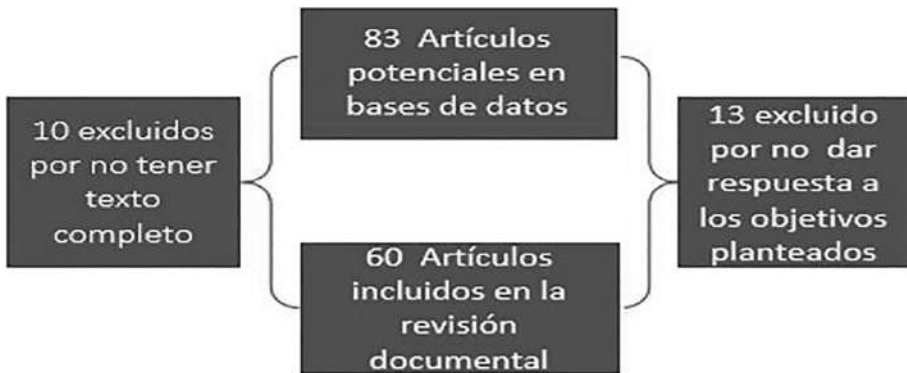 83 Artículos
potenciales en
bases de datos
10 excluidos
por no tener
texto
completo
13 excluido
por no dar
respuesta a
los objetivos
planteados
60 Artículos
incluidos en la
revisión
documental